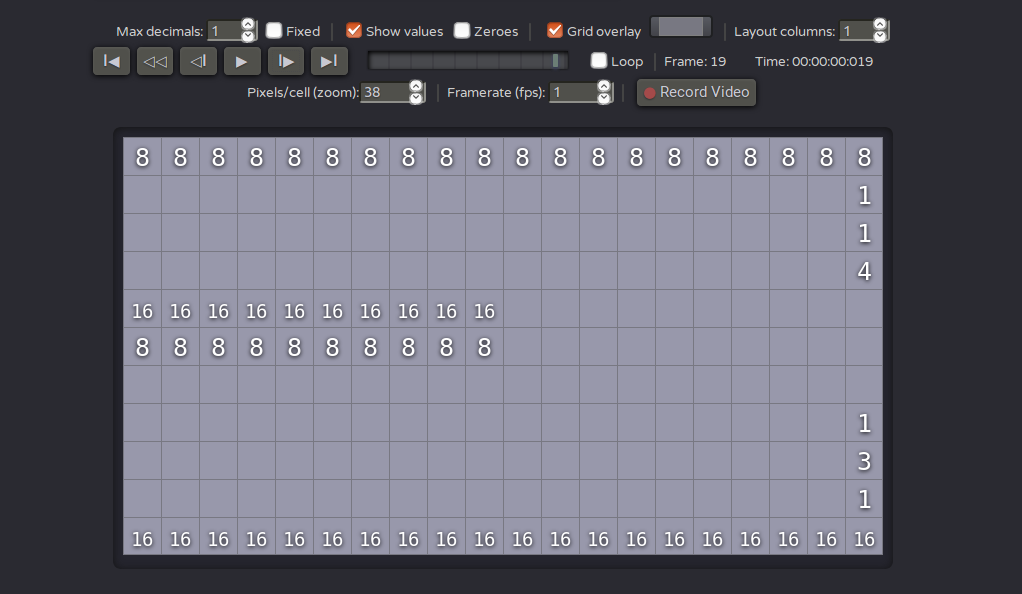 Max decimals: 1 Fixed Show values Zeroes Grid overlay Layout columns: 1
Loop Frame: 19 Time: 00:00:00:019
Pixels/cell (zoom): 38 Framerate (fps): 1 Record Video
8 8 8 8 8 8 8 8 8 8 8 8 8 8 8 8 8 8 8 8
1
1
4
16 16 16 16 16 16 16 16 16 16
8 8 8 8 8 8 8 8 8 8
1
3
1
16 16 16 16 16 16 16 16 16 16 16 16 16 16 16 16 16 16 16 16